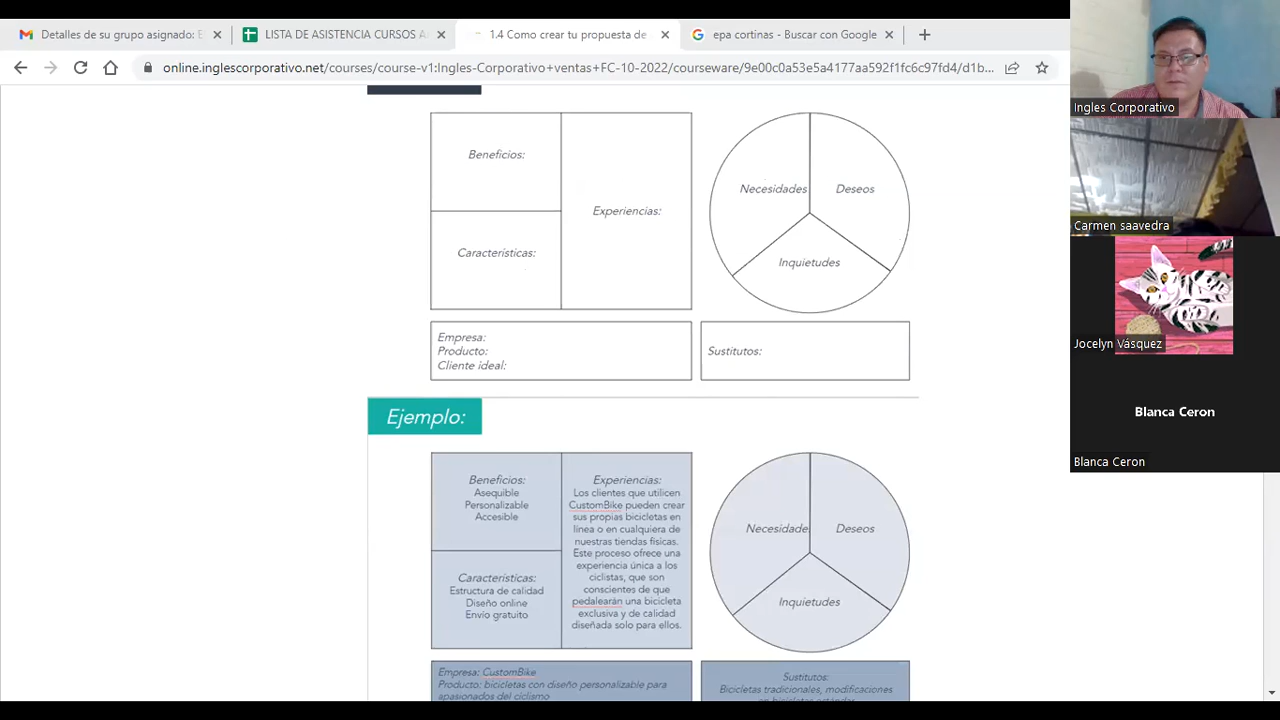 Detalles de su grupo asignado: E
LISTA DE ASISTENCIA CURSOS A
1.4 Como crear tu propuesta de
epa cortinas - Buscar con Google
online.inglescorporativo.net/courses/course-v1:Ingles-Corporativo+ventas+FC-10-2022/courseware/9e00c0a53e5a4177aa592f1fc6c97fd4/d1b...
Beneficios:
Características:
Experiencias:
Necesidades
Deseos
Inquietudes
Empresa:
Producto:
Cliente ideal:
Sustitutos:
Ejemplo:
Beneficios:
Asequible
Personalizable
Accesible
Características:
Estructura de calidad
Diseño online
Envío gratuito
Experiencias:
Los clientes que utilicen
CustomBike pueden crear
sus propias bicicletas en
línea o en cualquiera de
nuestras tiendas físicas.
Este proceso ofrece una
experiencia única a los
ciclistas, que son
conscientes de que
pedalearán una bicicleta
exclusiva y de calidad
diseñada solo para ellos.
Necesidade
Deseos
Inquietudes
Empresa: CustomBike
Producto: bicicletas con diseño personalizable para
apasionados del ciclismo
Sustitutos:
Bicicletas tradicionales, modificaciones
en bicicletas estándar
Ingles Corporativo
Carmen saavedra
Jocelyn Vásquez
Blanca Ceron
Blanca Ceron